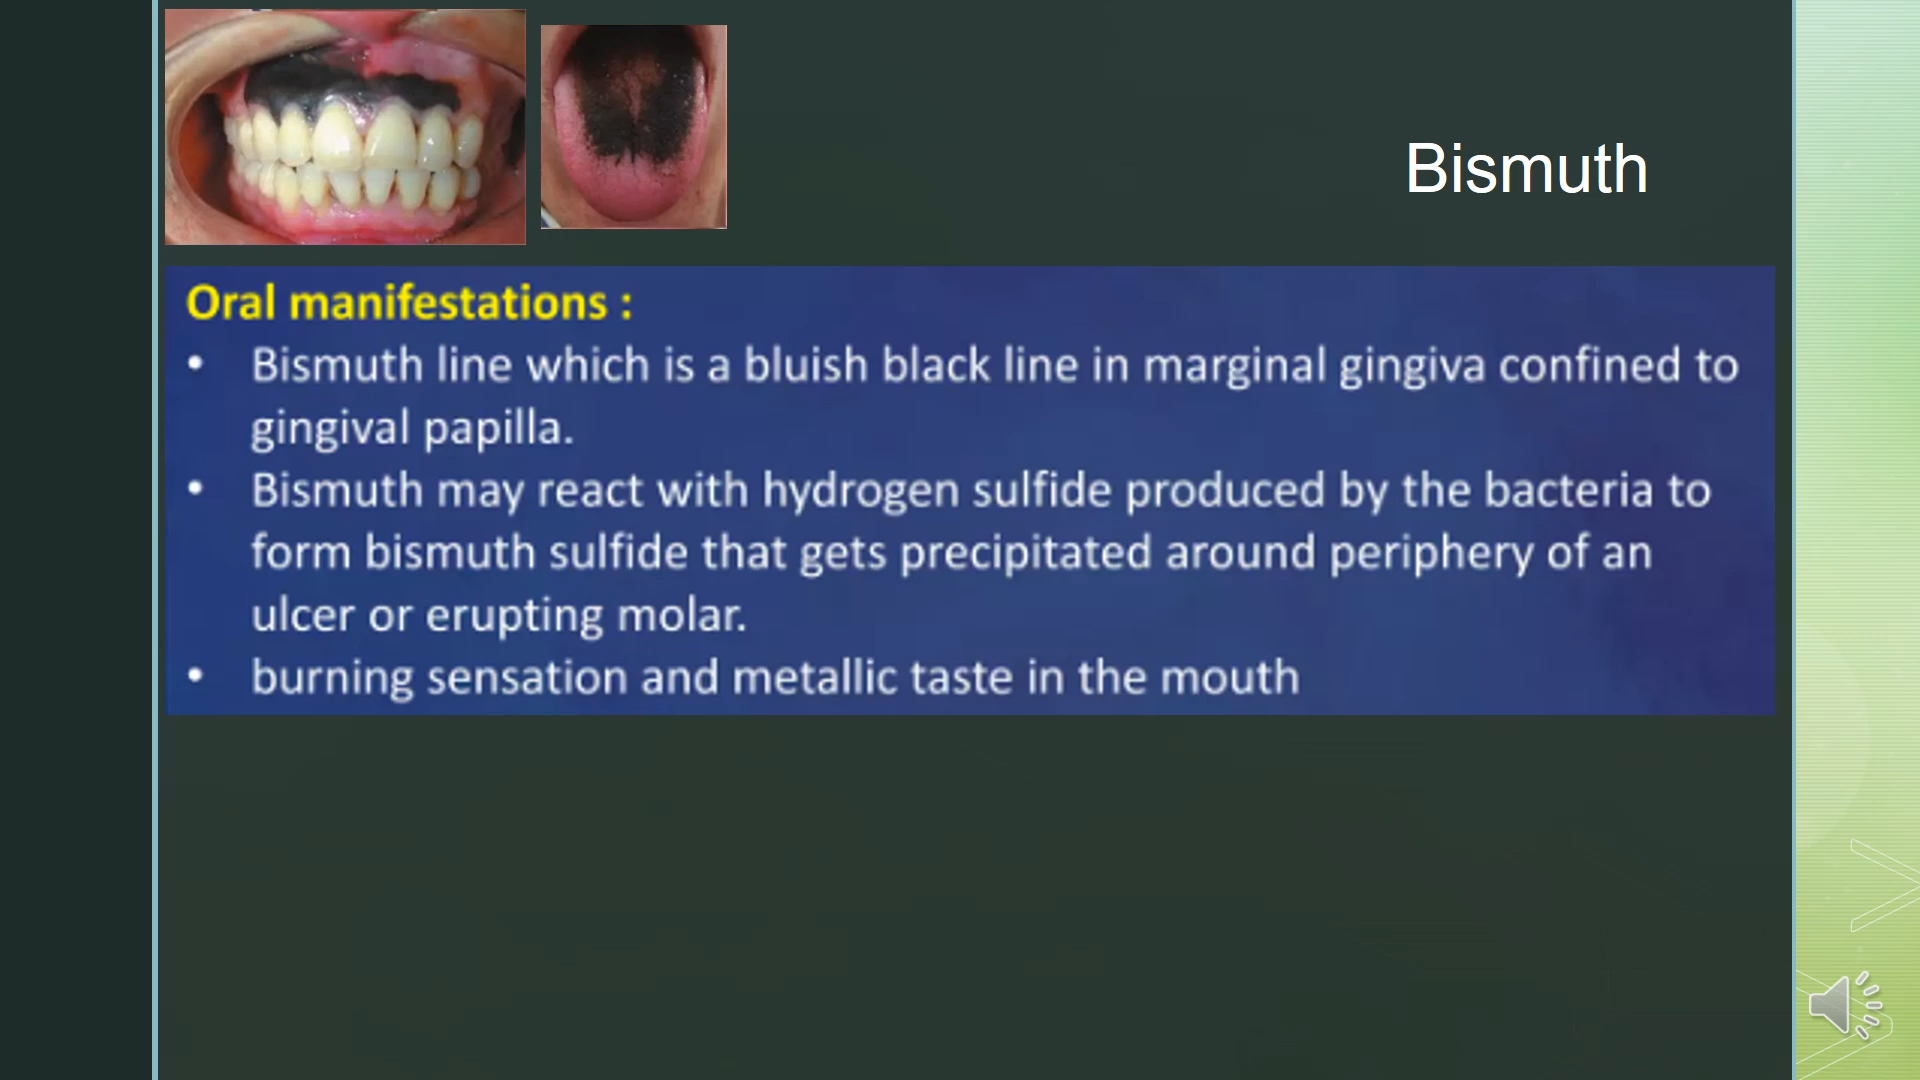 Bismuth
Oral manifestations :
• Bismuth line which is a bluish black line in marginal gingiva confined to
gingival papilla.
• Bismuth may react with hydrogen sulfide produced by the bacteria to
form bismuth sulfide that gets precipitated around periphery of an
ulcer or erupting molar.
• burning sensation and metallic taste in the mouth